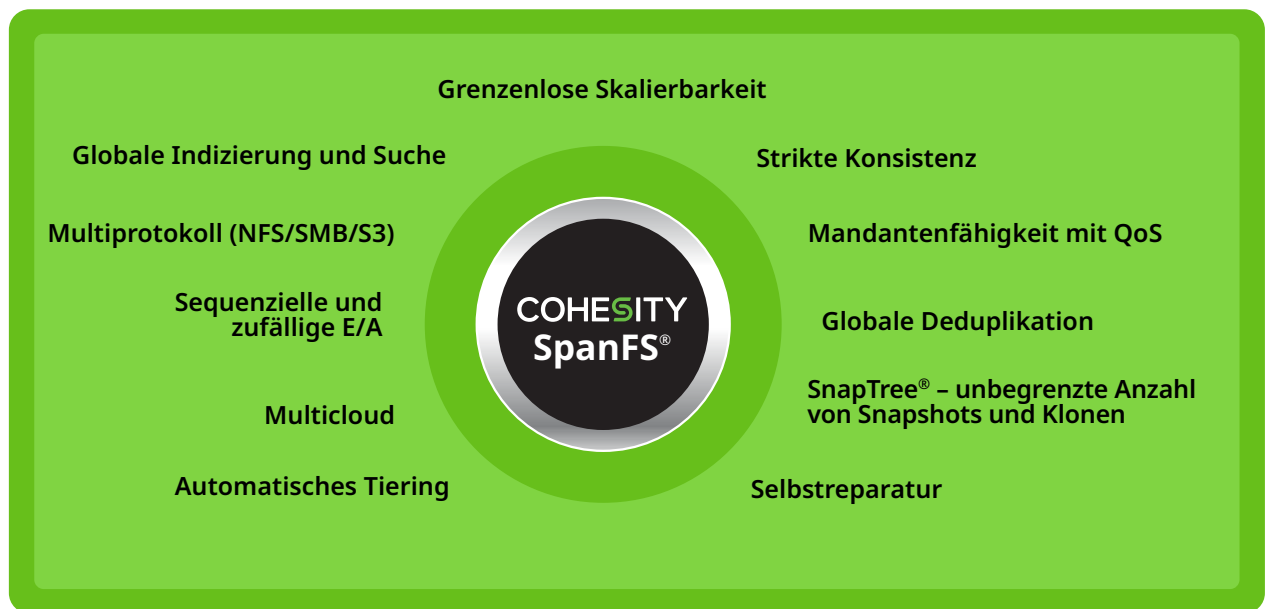 Grenzenlose Skalierbarkeit
Globale Indizierung und Suche
Strikte Konsistenz
Multiprotokoll (NFS/SMB/S3)
Mandantenfähigkeit mit QoS
Sequenzielle und
zufällige E/A
COHESITY
SpanFS®
Globale Deduplikation
SnapTree® – unbegrenzte Anzahl
von Snapshots und Klonen
Multicloud
Automatisches Tiering
Selbstreparatur